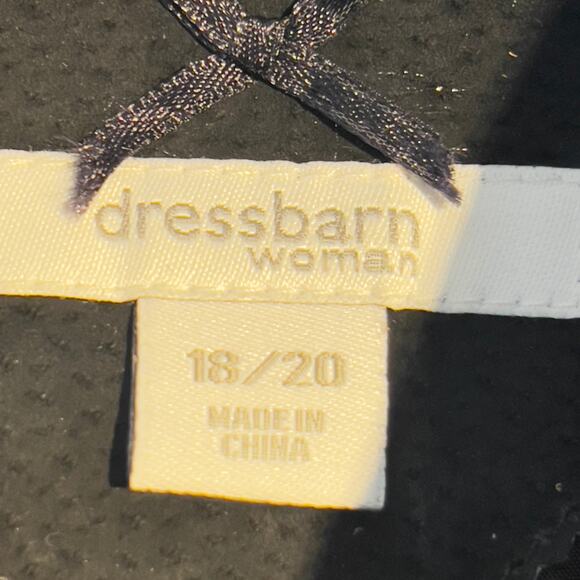 dressbarn
woman
18/20
MADE IN
CHINA